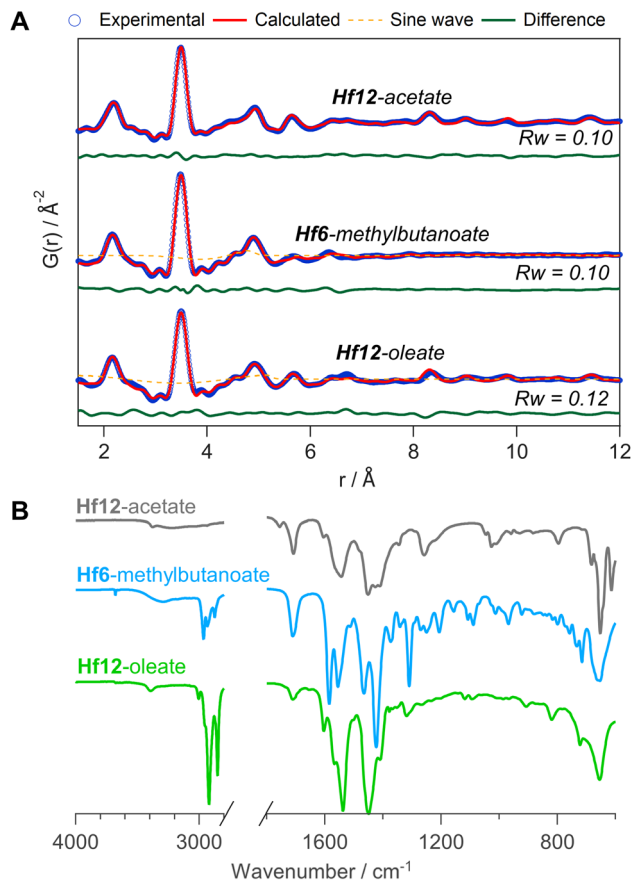 A
Experimental Calculated Sine wave Difference
G(r) / Å-2
Hf12-acetate
Rw = 0.10
Hf6-methylbutanoate
Rw = 0.10
Hf12-oleate
Rw = 0.12
2 4 6 8 10 12
r / Å
B
Hf12-acetate
Hf6-methylbutanoate
Hf12-oleate
4000 3000 1600 1200 800
Wavenumber / cm-1